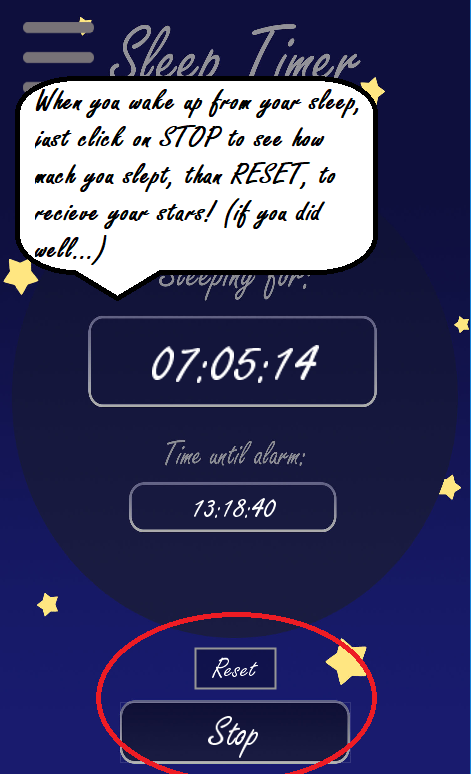 Sleep Timer
When you wake up from your sleep,
just click on STOP to see how
much you slept, than RESET, to
recieve your stars! (if you did
well...)
Sleeping for:
07:05:14
Time until alarm:
13:18:40
Reset
Stop